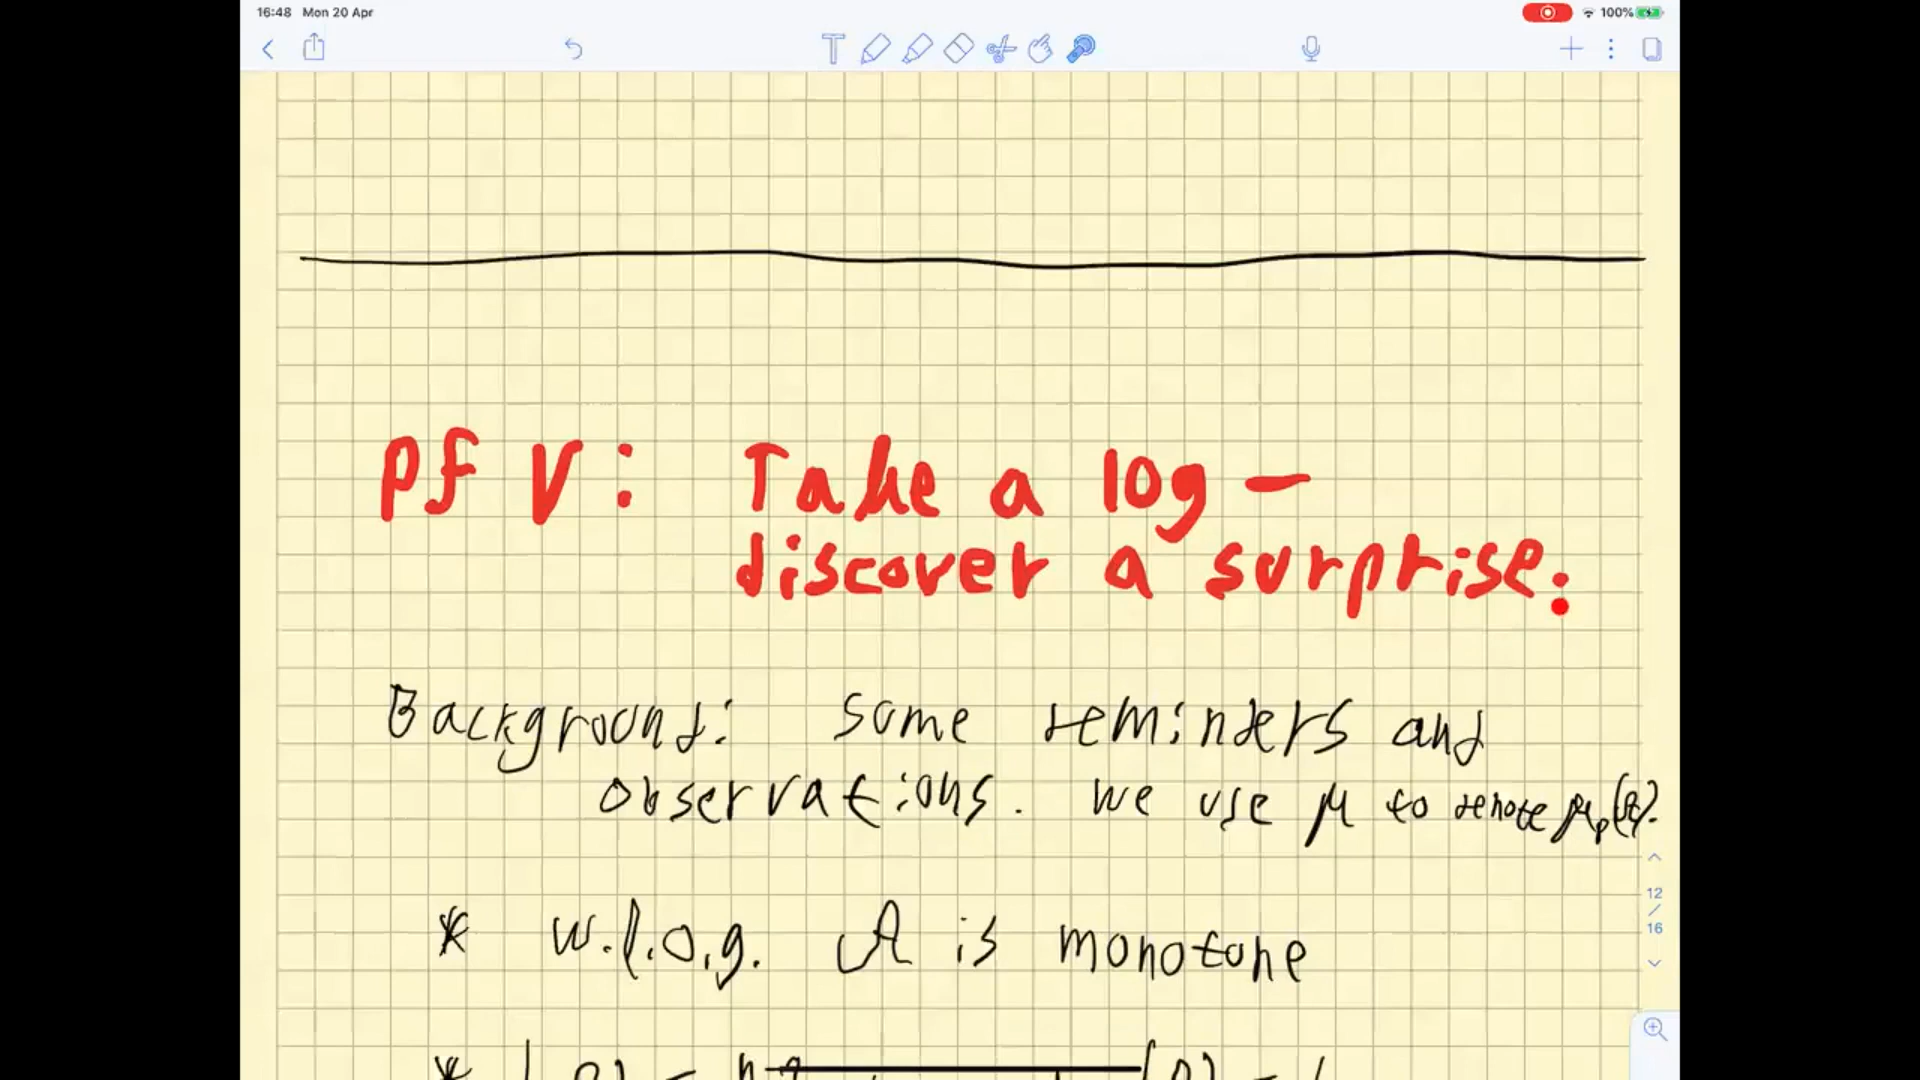 16:48 Mon 20 Apr
100%
Pf V: Take a log –
discover a surprise.
Background: some reminders and
observations. We use μ to denote μₚ(A).
* w.l.o.g. A is monotone
12
/
16
*